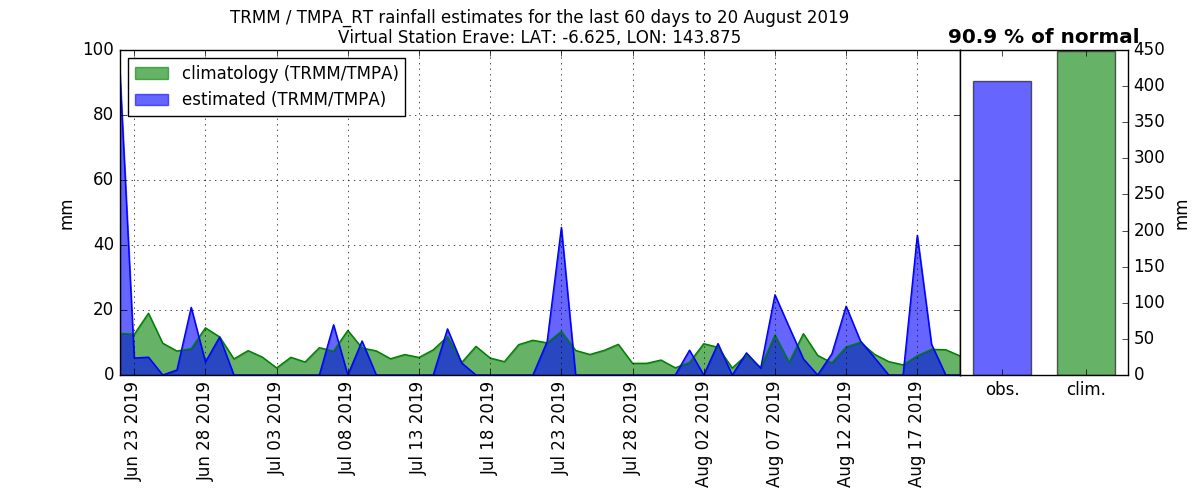 TRMM / TMPA_RT rainfall estimates for the last 60 days to 20 August 2019
Virtual Station Erave: LAT: -6.625, LON: 143.875
90.9 % of normal
climatology (TRMM/TMPA)
estimated (TRMM/TMPA)
100
80
60
40
20
0
mm
Jun 23 2019
Jun 28 2019
Jul 03 2019
Jul 08 2019
Jul 13 2019
Jul 18 2019
Jul 23 2019
Jul 28 2019
Aug 02 2019
Aug 07 2019
Aug 12 2019
Aug 17 2019
450
400
350
300
250
200
150
100
50
0
mm
obs.
clim.